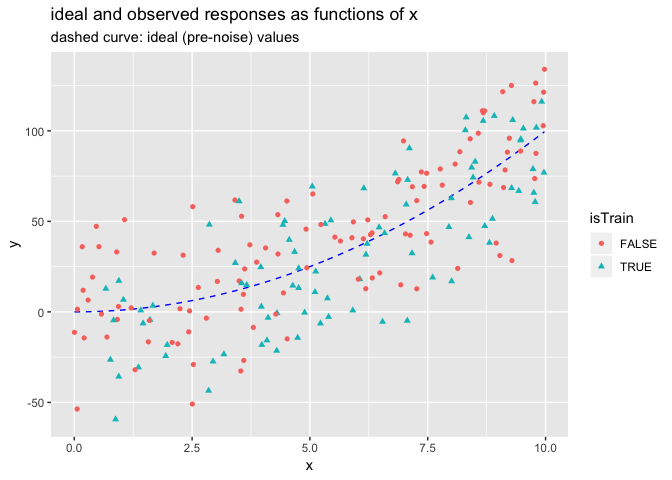 ideal and observed responses as functions of x
dashed curve: ideal (pre-noise) values
100
50
0
-50
y
0.0 2.5 5.0 7.5 10.0
x
isTrain
FALSE
TRUE